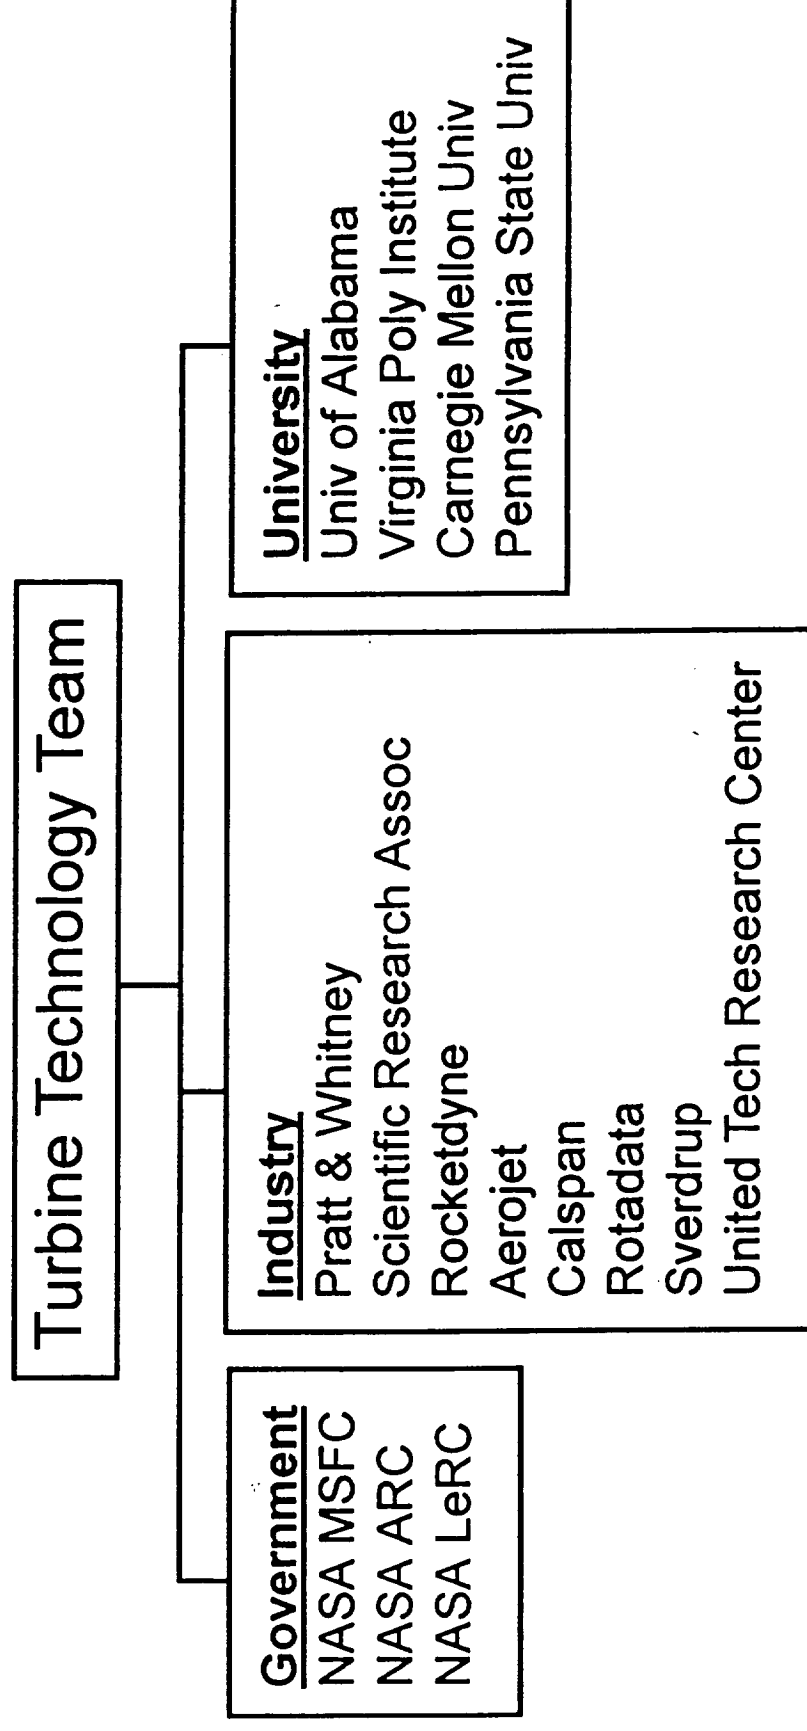 Turbine Technology Team
Government
NASA MSFC
NASA ARC
NASA LeRC
Industry
Pratt & Whitney
Scientific Research Assoc
Rocketdyne
Aerojet
Calspan
Rotadata
Sverdrup
United Tech Research Center
University
Univ of Alabama
Virginia Poly Institute
Carnegie Mellon Univ
Pennsylvania State Univ